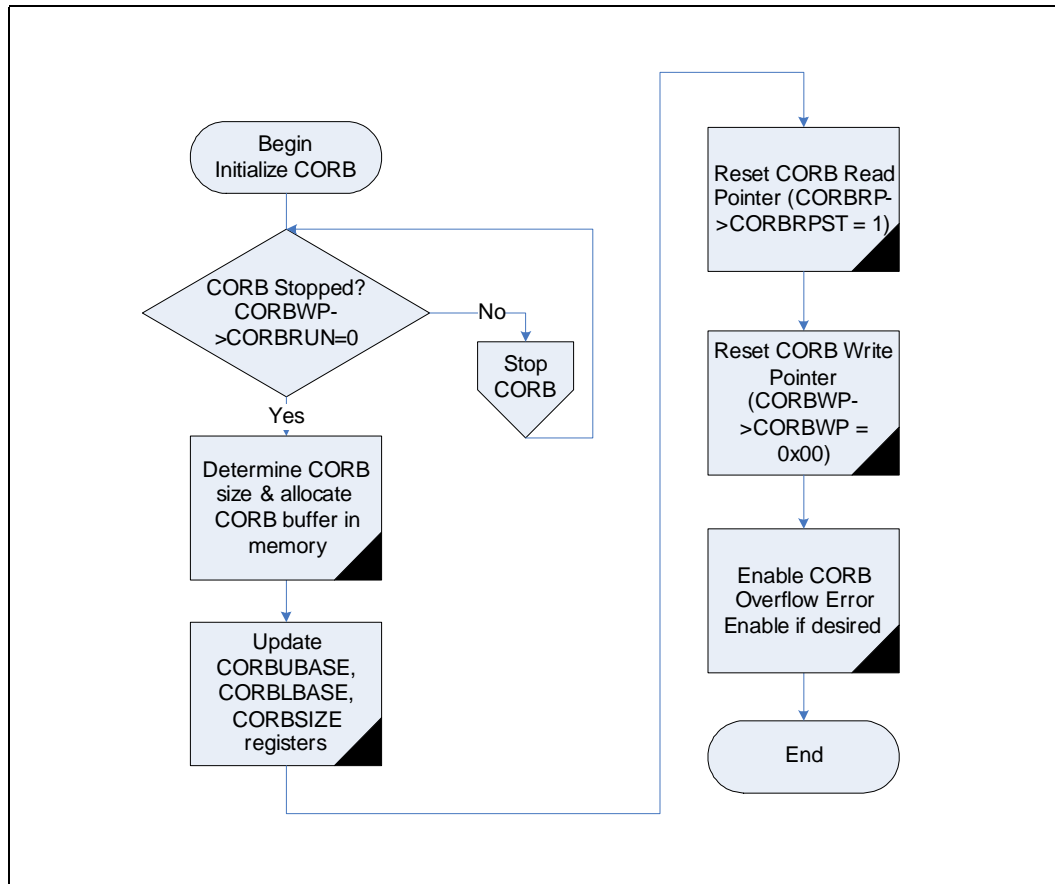 Begin
Initialize CORB
CORB Stopped?
CORBWP-
>CORBRUN=0
No
Stop
CORB
Yes
Determine CORB
size & allocate
CORB buffer in
memory
Update
CORBUBASE,
CORBLBASE,
CORBSIZE
registers
Reset CORB Read
Pointer (CORBRP-
>CORBRPST = 1)
Reset CORB Write
Pointer
(CORBWP-
>CORBWP =
0x00)
Enable CORB
Overflow Error
Enable if desired
End